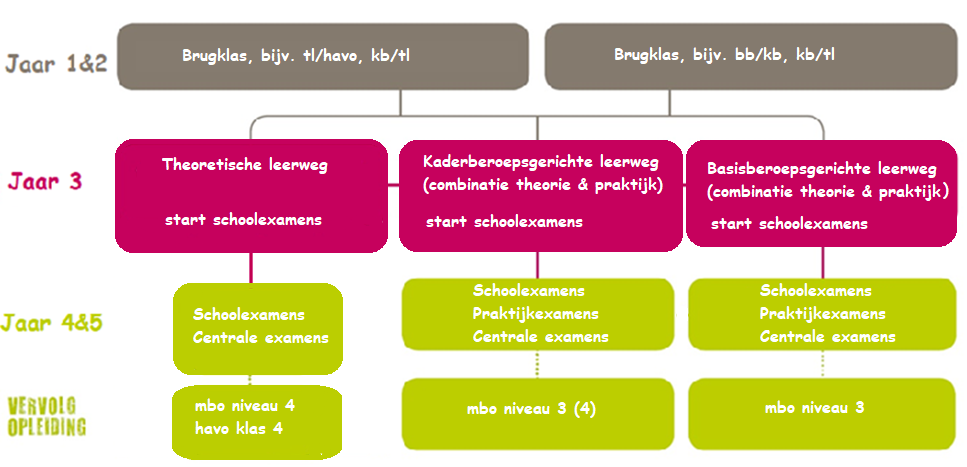 Jaar 1&2
Brugklas, bijv. tl/havo, kb/tl
Brugklas, bijv. bb/kb, kb/tl
Jaar 3
Theoretische leerweg
start schoolexamens
Kaderberoepsgerichte leerweg
(combinatie theorie & praktijk)
start schoolexamens
Basisberoepsgerichte leerweg
(combinatie theorie & praktijk)
start schoolexamens
Jaar 4&5
Schoolexamens
Centrale examens
Schoolexamens
Praktijkexamens
Centrale examens
Schoolexamens
Praktijkexamens
Centrale examens
VERVOLG
OPLEIDING
mbo niveau 4
havo klas 4
mbo niveau 3 (4)
mbo niveau 3